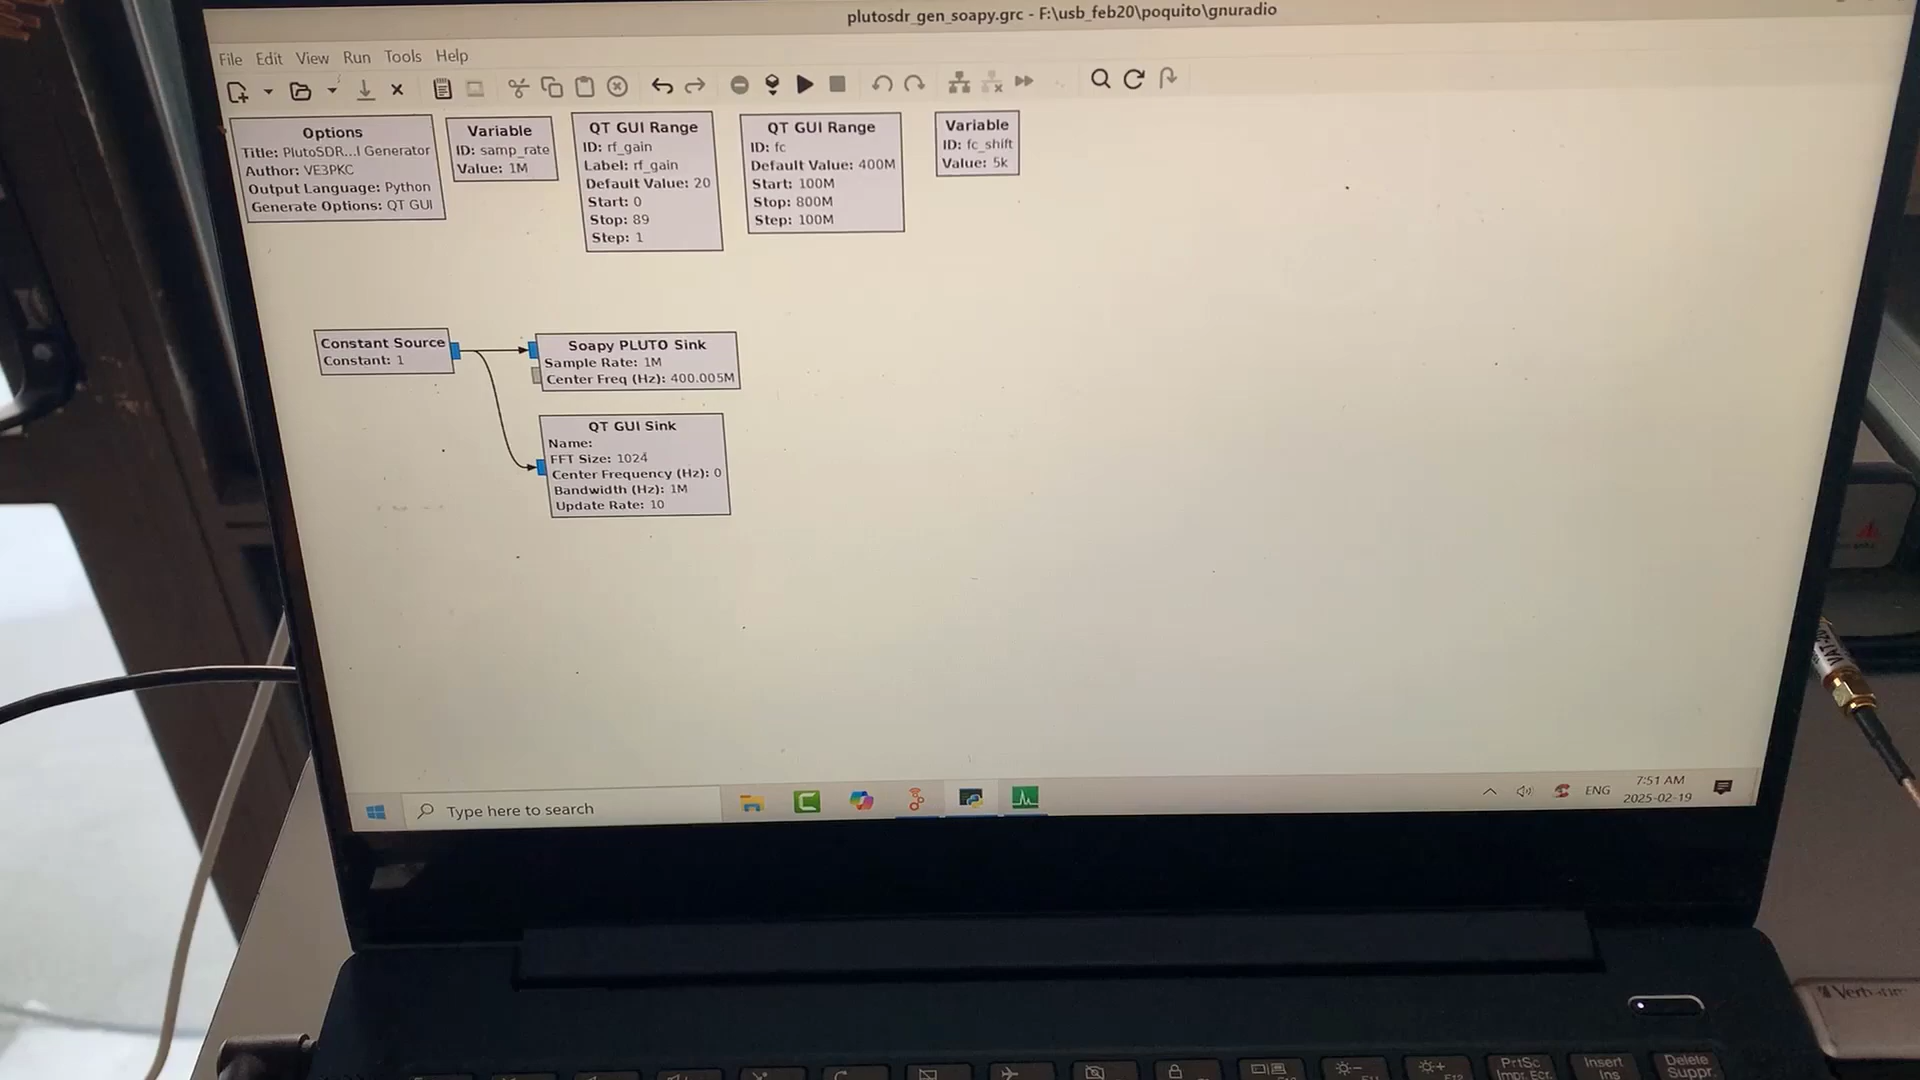 plutosdr_gen_soapy.grc - F:\usb_feb20\poquito\gnuradio
File Edit View Run Tools Help
Options
Title: PlutoSDR...l Generator
Author: VE3PKC
Output Language: Python
Generate Options: QT GUI
Variable
ID: samp_rate
Value: 1M
QT GUI Range
ID: rf_gain
Label: rf_gain
Default Value: 20
Start: 0
Stop: 89
Step: 1
QT GUI Range
ID: fc
Default Value: 400M
Start: 100M
Stop: 800M
Step: 100M
Variable
ID: fc_shift
Value: 5k
Constant Source
Constant: 1
Soapy PLUTO Sink
Sample Rate: 1M
Center Freq (Hz): 400.005M
QT GUI Sink
Name:
FFT Size: 1024
Center Frequency (Hz): 0
Bandwidth (Hz): 1M
Update Rate: 10
Type here to search
ENG
7:51 AM
2025-02-19
PrtSc
Impr. Écr.
Insert
Ins
Delete
Suppr.